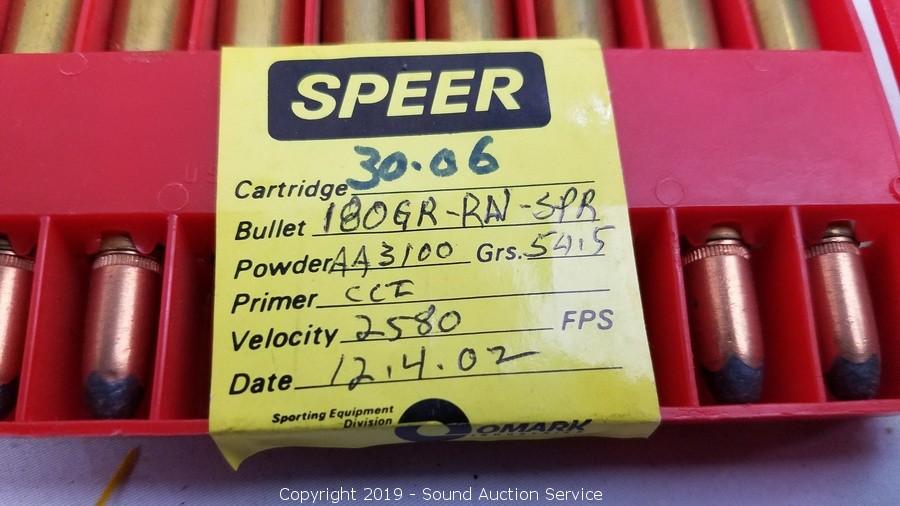 SPEER
Cartridge 30.06
Bullet 180GR-RN-SPR
Powder AA3100 Grs. 54.5
Primer CCI
Velocity 2580 FPS
Date 12.4.02
Sporting Equipment
Division
OMARK
Copyright 2019 - Sound Auction Service